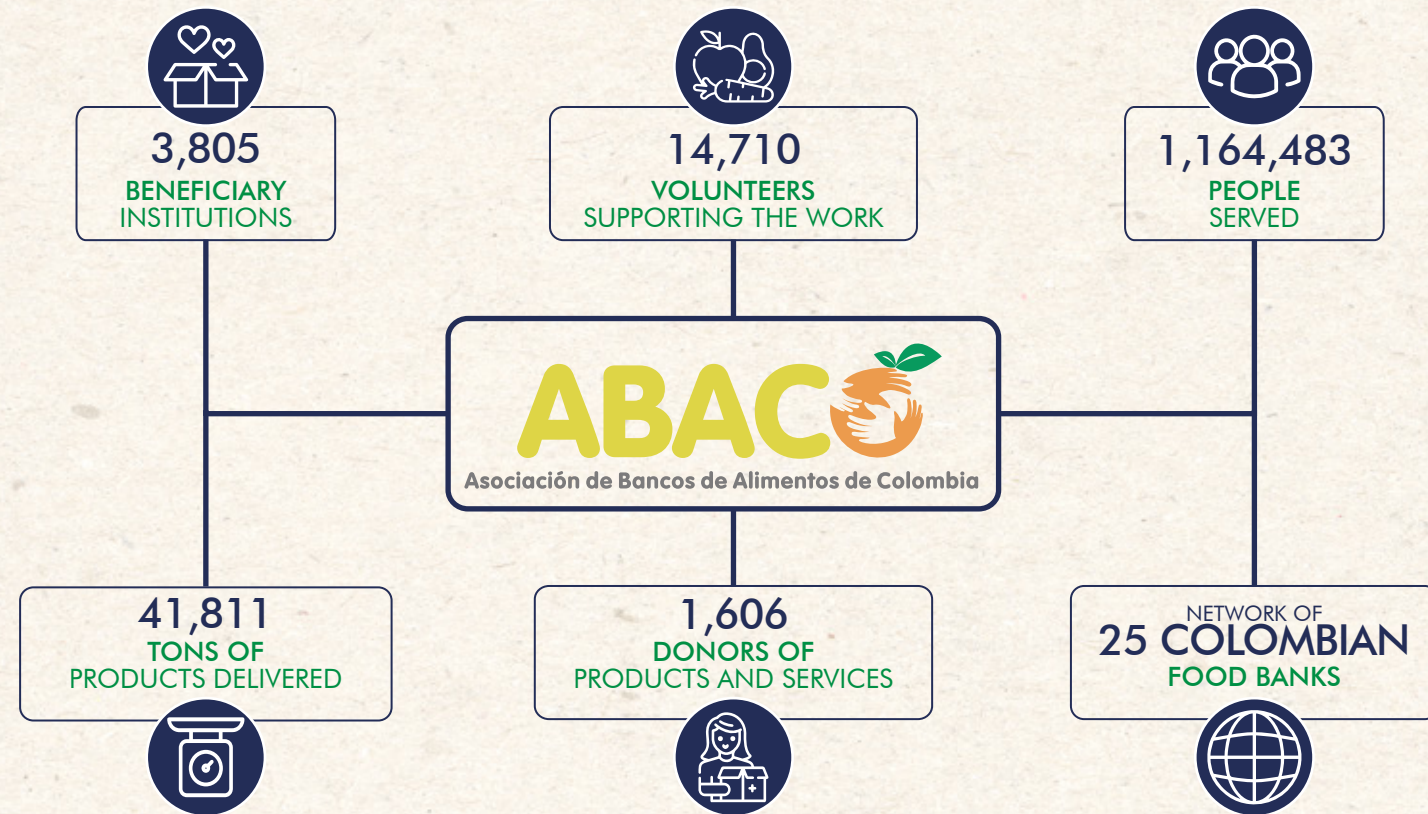 3,805
BENEFICIARY
INSTITUTIONS
14,710
VOLUNTEERS
SUPPORTING THE WORK
1,164,483
PEOPLE
SERVED
ABACO
Asociación de Bancos de Alimentos de Colombia
41,811
TONS OF
PRODUCTS DELIVERED
1,606
DONORS OF
PRODUCTS AND SERVICES
NETWORK OF
25 COLOMBIAN
FOOD BANKS